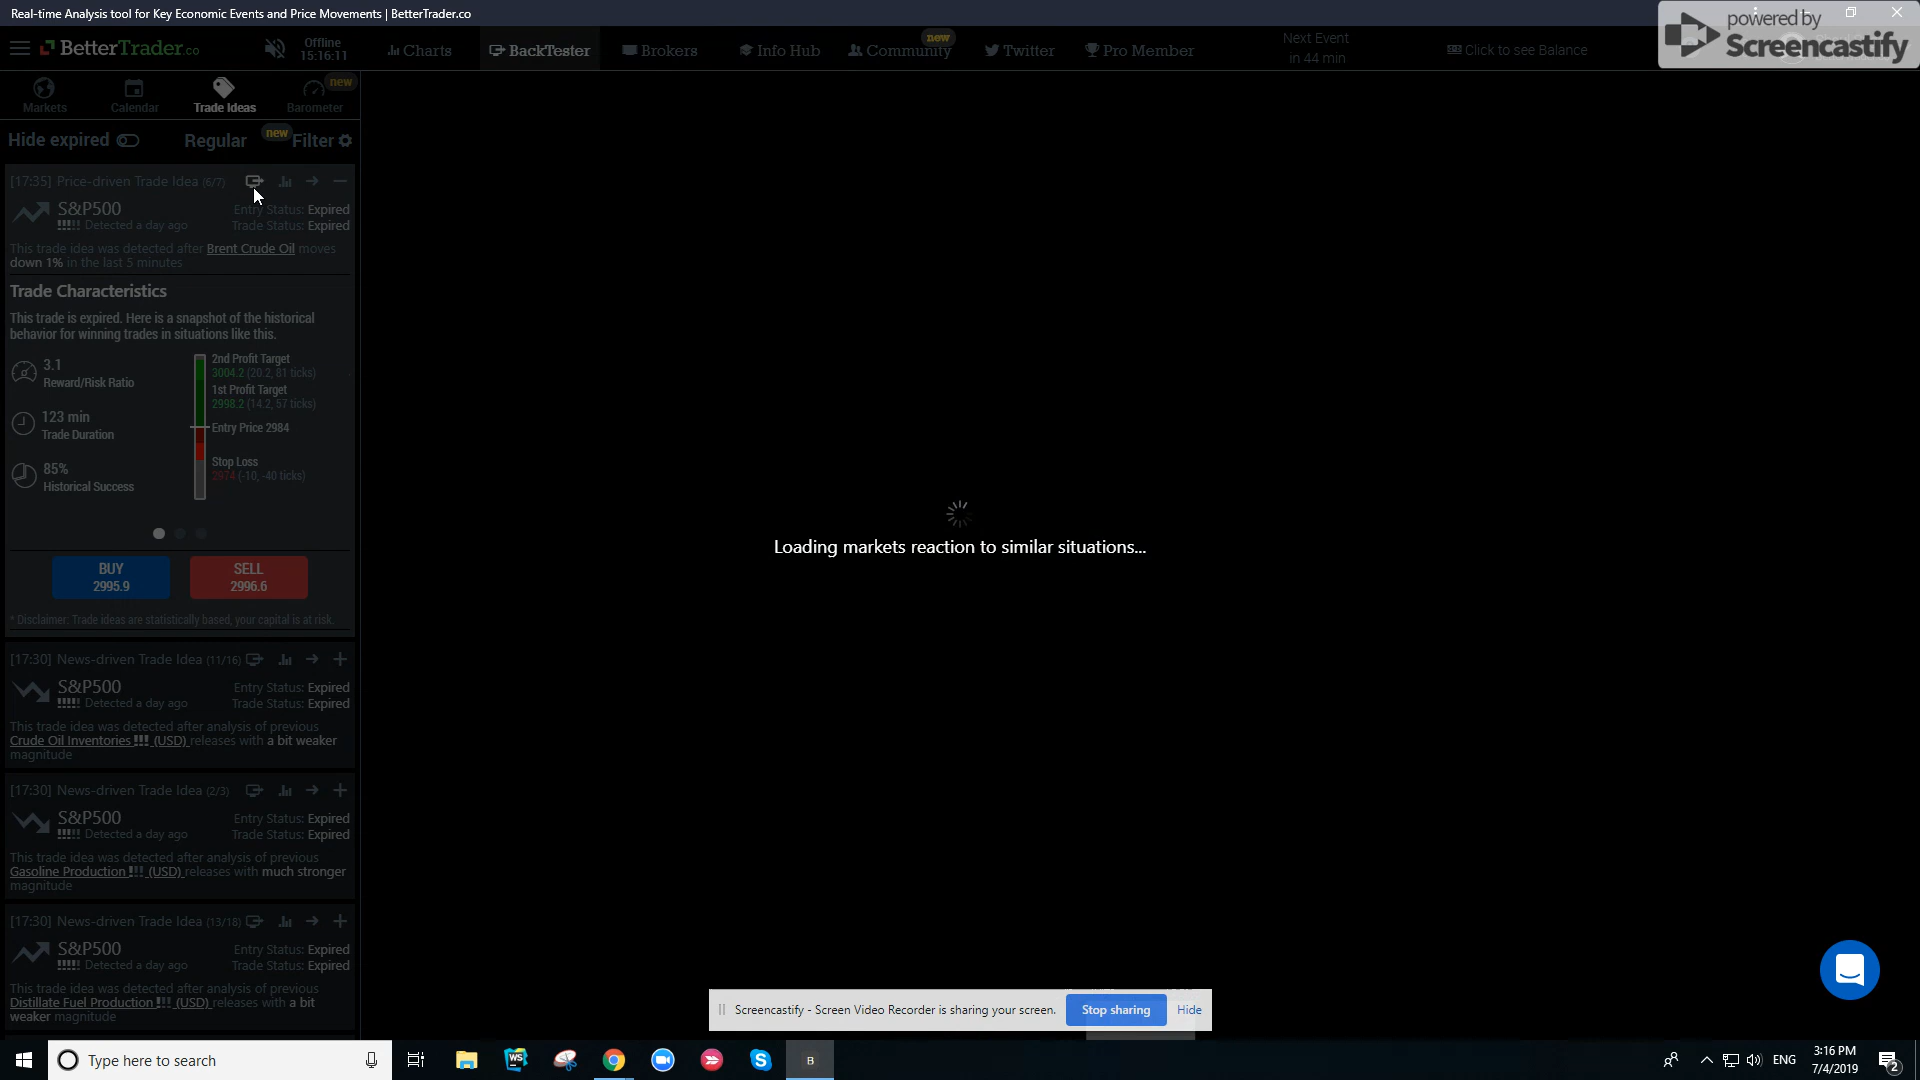 Real-time Analysis tool for Key Economic Events and Price Movements | BetterTrader.co
powered by
Screencastify
BetterTrader.co
Offline
15:16:11
Charts
BackTester
Brokers
Info Hub
new
Community
Twitter
Pro Member
Next Event
in 44 min
Click to see Balance
Markets
Calendar
Trade Ideas
new
Barometer
Hide expired
Regular
new
Filter
[17:35] Price-driven Trade Idea (6/7)
S&P500
Detected a day ago
Entry Status: Expired
Trade Status: Expired
This trade idea was detected after Brent Crude Oil moves
down 1% in the last 5 minutes
Trade Characteristics
This trade is expired. Here is a snapshot of the historical
behavior for winning trades in situations like this.
3.1
Reward/Risk Ratio
123 min
Trade Duration
85%
Historical Success
2nd Profit Target
3004.2 (20.2, 81 ticks)
1st Profit Target
2998.2 (14.2, 57 ticks)
Entry Price 2984
Stop Loss
2974 (-10, -40 ticks)
BUY
2995.9
SELL
2996.6
* Disclaimer: Trade ideas are statistically based, your capital is at risk.
[17:30] News-driven Trade Idea (11/16)
S&P500
Detected a day ago
Entry Status: Expired
Trade Status: Expired
This trade idea was detected after analysis of previous
Crude Oil Inventories !!! (USD) releases with a bit weaker
magnitude
[17:30] News-driven Trade Idea (2/3)
S&P500
Detected a day ago
Entry Status: Expired
Trade Status: Expired
This trade idea was detected after analysis of previous
Gasoline Production !!! (USD) releases with much stronger
magnitude
[17:30] News-driven Trade Idea (13/18)
S&P500
Detected a day ago
Entry Status: Expired
Trade Status: Expired
This trade idea was detected after analysis of previous
Distillate Fuel Production !!! (USD) releases with a bit
weaker magnitude
Loading markets reaction to similar situations...
Screencastify - Screen Video Recorder is sharing your screen.
Stop sharing
Hide
Type here to search
WS
B
ENG
3:16 PM
7/4/2019
2